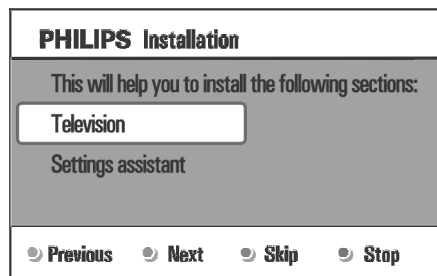 PHILIPS Installation
This will help you to install the following sections:
Television
Settings assistant
Previous Next Skip Stop